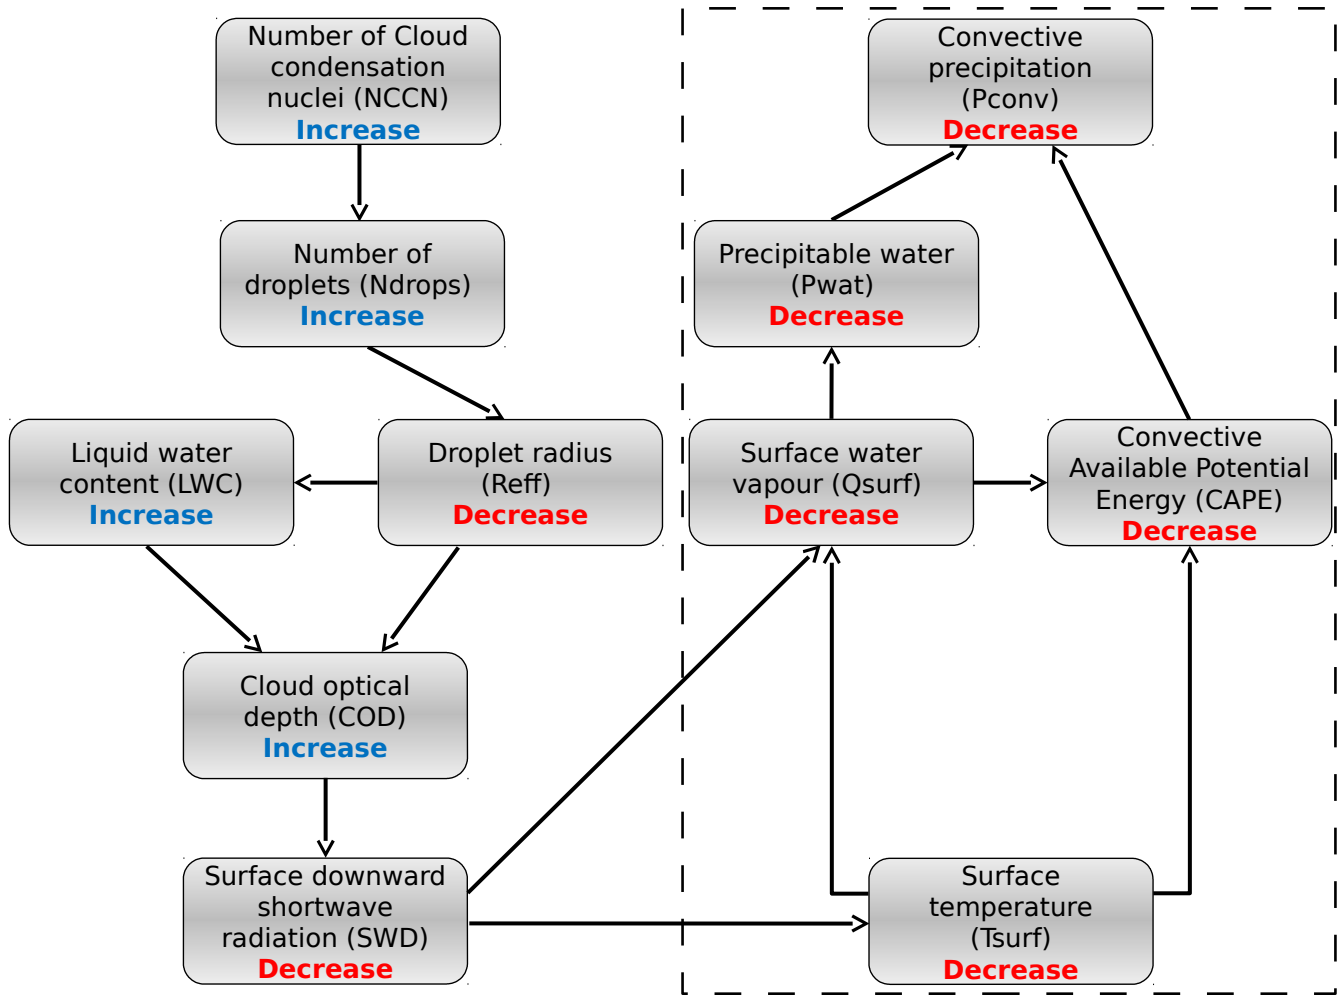 Number of Cloud
condensation
nuclei (NCCN)
Increase
Number of
droplets (Ndrops)
Increase
Liquid water
content (LWC)
Increase
Droplet radius
(Reff)
Decrease
Cloud optical
depth (COD)
Increase
Surface downward
shortwave
radiation (SWD)
Decrease
Convective
precipitation
(Pconv)
Decrease
Precipitable water
(Pwat)
Decrease
Surface water
vapour (Qsurf)
Decrease
Convective
Available Potential
Energy (CAPE)
Decrease
Surface
temperature
(Tsurf)
Decrease